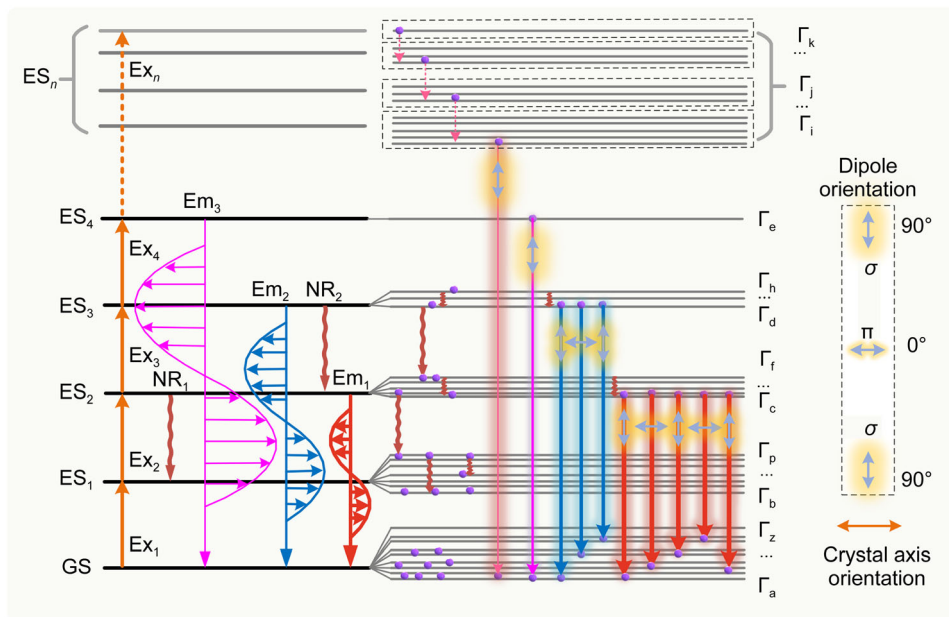 ESn
Exn
Γk
...
Γj
...
Γi
Dipole
orientation
90°
σ
π
0°
σ
90°
Crystal axis
orientation
ES4
Em3
Γe
Ex4
Em2
NR2
Γh
...
Γd
ES3
Ex3
NR1
Em1
Γf
...
Γc
ES2
Ex2
Γp
...
Γb
ES1
Ex1
Γz
...
Γa
GS